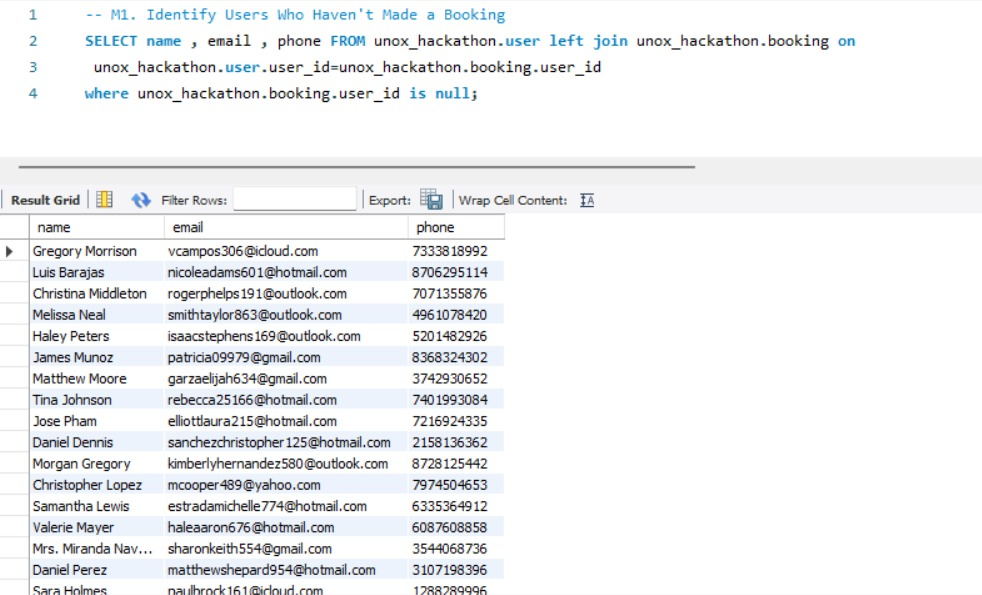 1 -- M1. Identify Users Who Haven't Made a Booking
2 SELECT name , email , phone FROM unox_hackathon.user left join unox_hackathon.booking on
3 unox_hackathon.user.user_id=unox_hackathon.booking.user_id
4 where unox_hackathon.booking.user_id is null;
Result Grid Filter Rows: Export: Wrap Cell Content: IA
name email phone
Gregory Morrison vcampos306@icloud.com 7333818992
Luis Barajas nicoleadams601@hotmail.com 8706295114
Christina Middleton rogerphelps191@outlook.com 7071355876
Melissa Neal smithtaylor863@outlook.com 4961078420
Haley Peters isaacstephens169@outlook.com 5201482926
James Munoz patricia09979@gmail.com 8368324302
Matthew Moore garzaelijah634@gmail.com 3742930652
Tina Johnson rebecca25166@hotmail.com 7401993084
Jose Pham elliottlaura215@hotmail.com 7216924335
Daniel Dennis sanchezchristopher125@hotmail.com 2158136362
Morgan Gregory kimberlyhernandez580@outlook.com 8728125442
Christopher Lopez mcooper489@yahoo.com 7974504653
Samantha Lewis estradamichelle774@hotmail.com 6335364912
Valerie Mayer haleaaron676@hotmail.com 6087608858
Mrs. Miranda Nav... sharonkeith554@gmail.com 3544068736
Daniel Perez matthewshepard954@hotmail.com 3107198396
Sara Holmes paulbrock161@icloud.com 1288289996